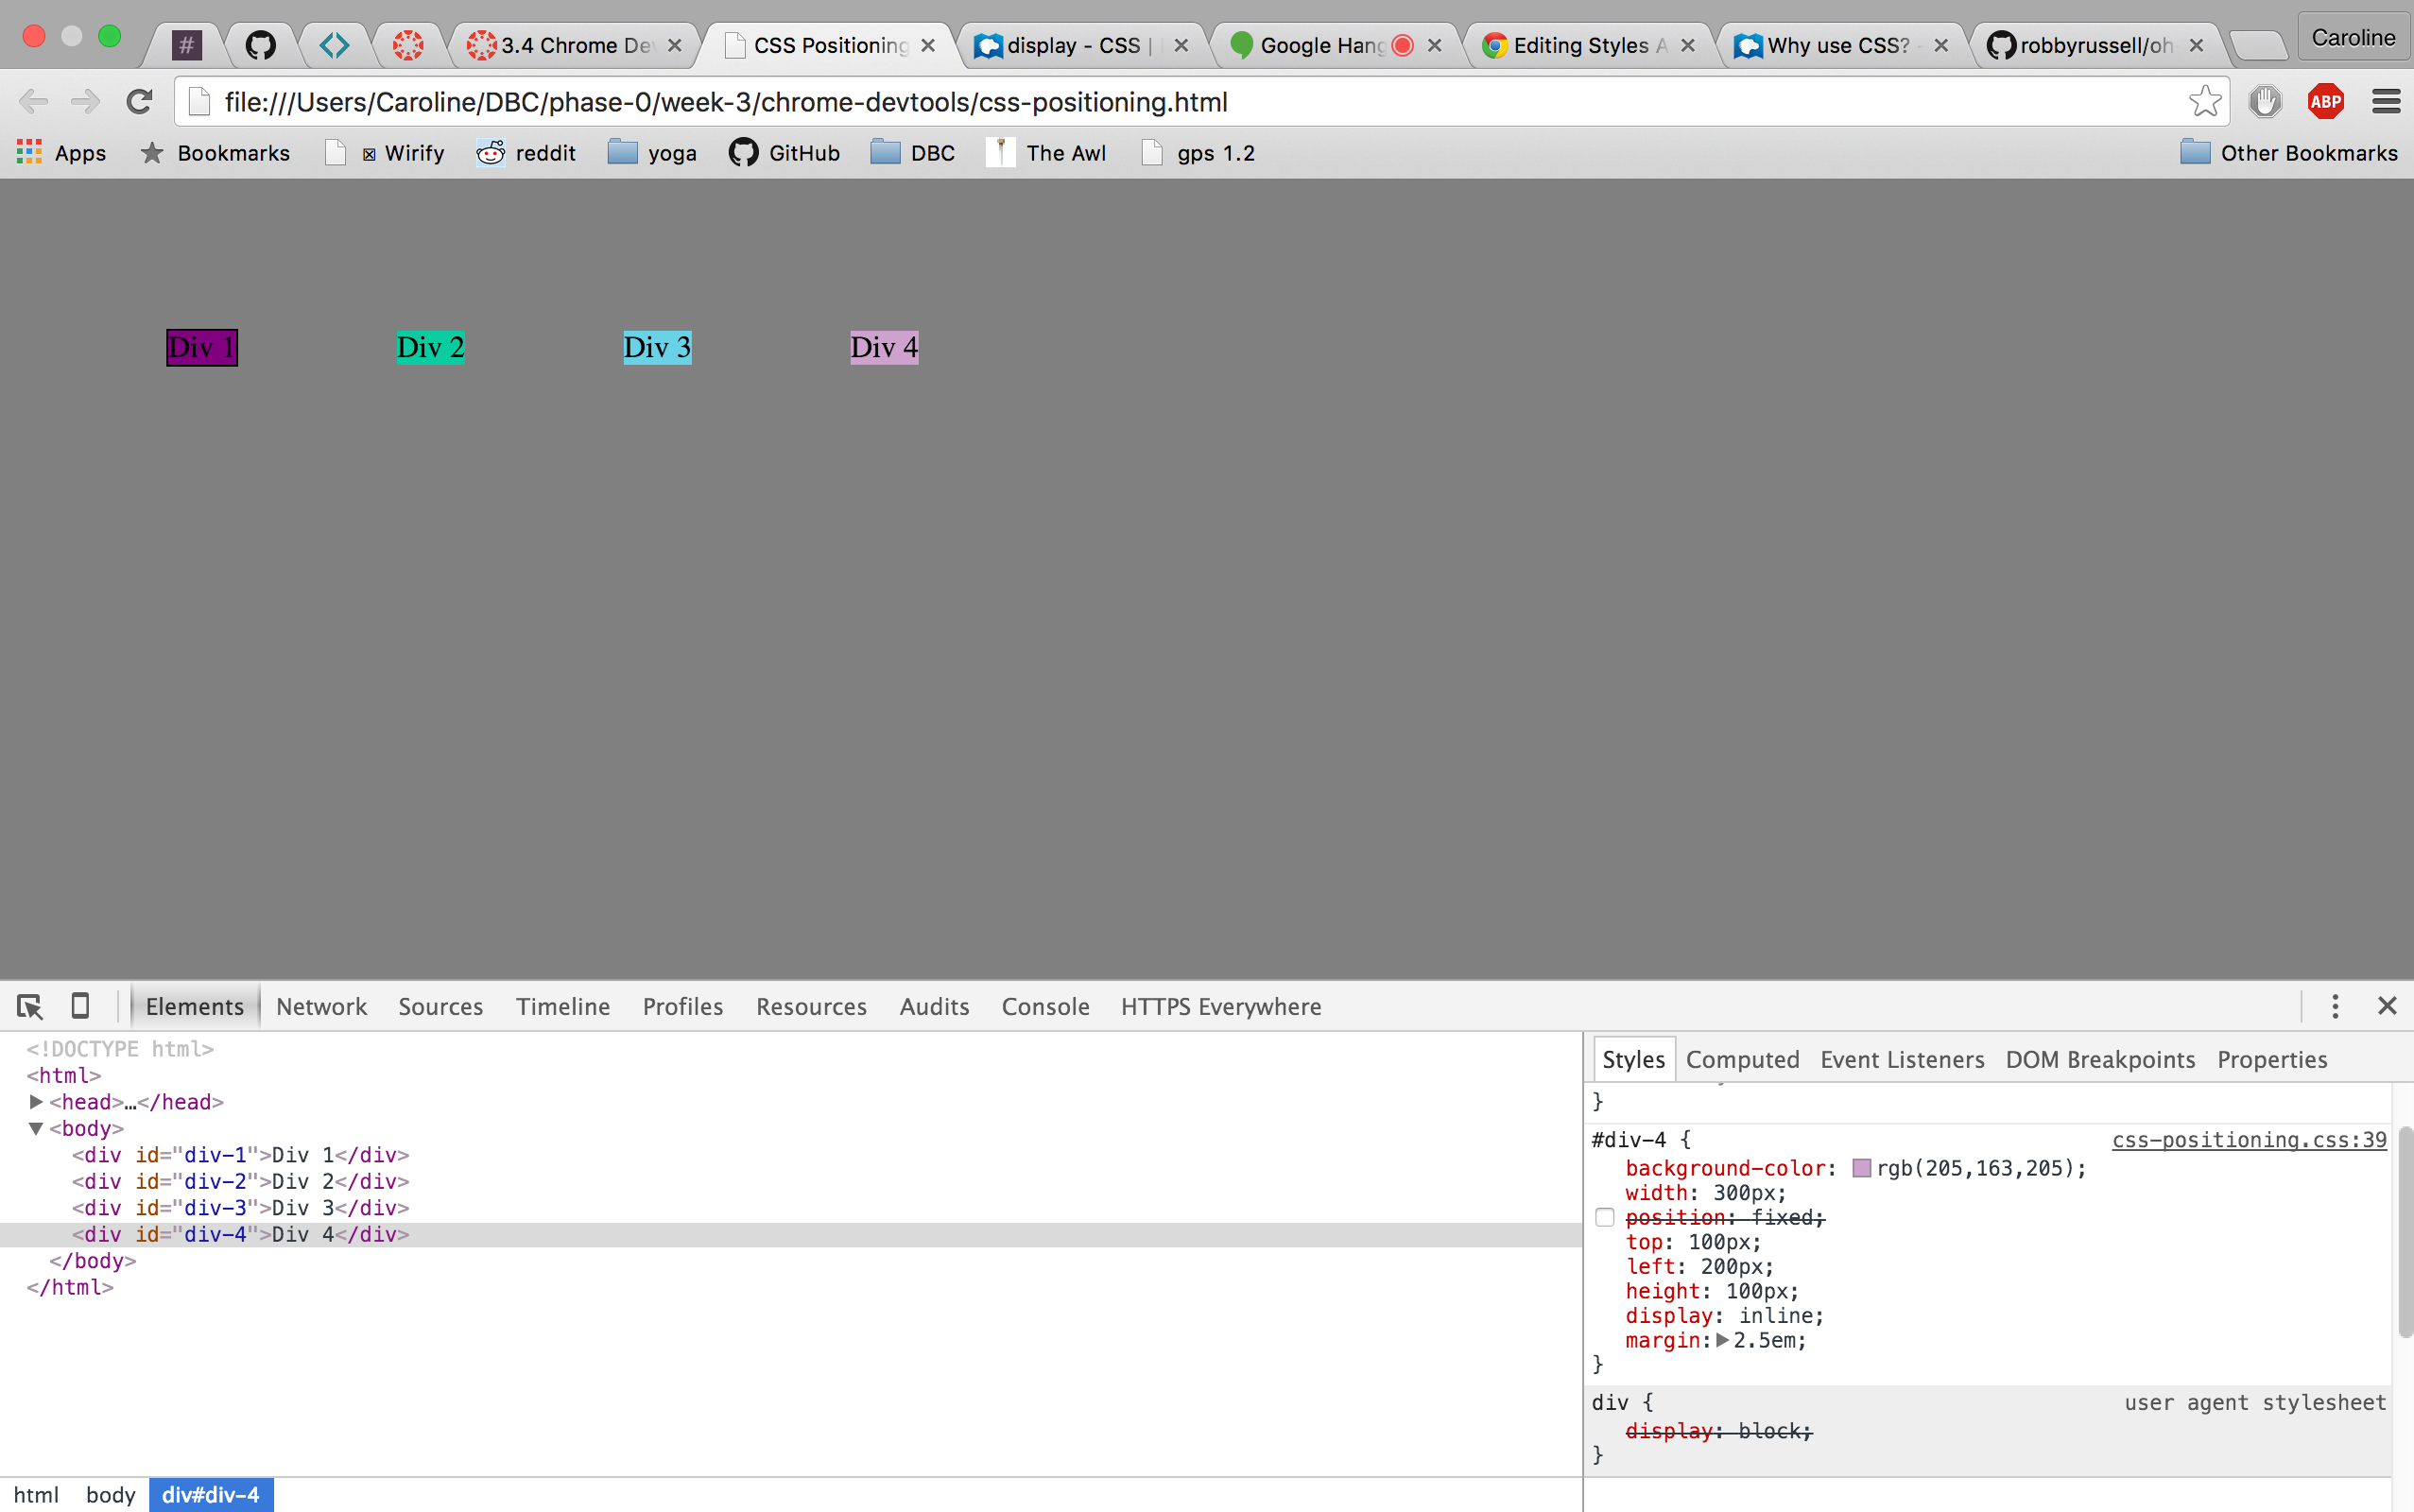 # 3.4 Chrome Dev CSS Positioning display - CSS | Google Hang Editing Styles A Why use CSS? robbyrussell/oh- Caroline
file:///Users/Caroline/DBC/phase-0/week-3/chrome-devtools/css-positioning.html ABP
Apps Bookmarks ⊠ Wirify reddit yoga GitHub DBC The Awl gps 1.2 Other Bookmarks
Div 1 Div 2 Div 3 Div 4
Elements Network Sources Timeline Profiles Resources Audits Console HTTPS Everywhere
<!DOCTYPE html>
<html>
<head>…</head>
<body>
<div id="div-1">Div 1</div>
<div id="div-2">Div 2</div>
<div id="div-3">Div 3</div>
<div id="div-4">Div 4</div>
</body>
</html>
html body div#div-4
Styles Computed Event Listeners DOM Breakpoints Properties
}
#div-4 { css-positioning.css:39
background-color: rgb(205,163,205);
width: 300px;
position: fixed;
top: 100px;
left: 200px;
height: 100px;
display: inline;
margin: 2.5em;
}
div { user agent stylesheet
display: block;
}